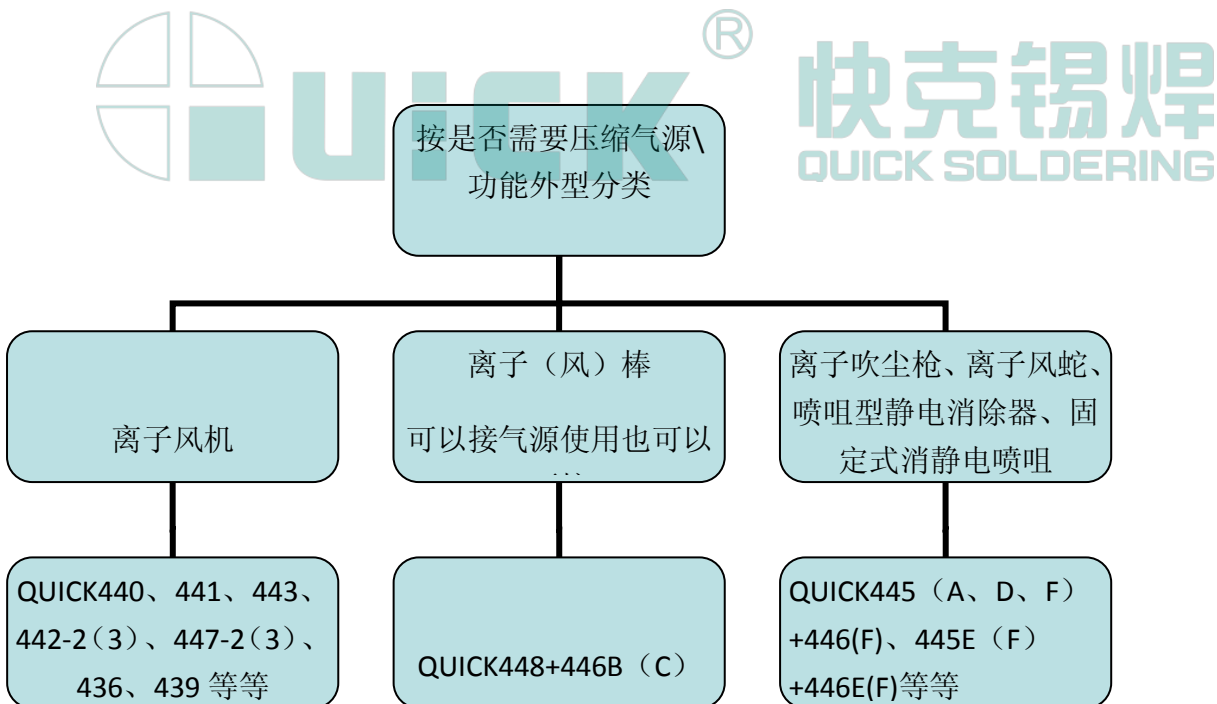 QUICK®
快克锡焊
QUICK SOLDERING
按是否需要压缩气源\
功能外型分类
离子风机
离子（风）棒
可以接气源使用也可以
离子吹尘枪、离子风蛇、
喷咀型静电消除器、固
定式消静电喷咀
QUICK440、441、443、
442-2（3）、447-2（3）、
436、439 等等
QUICK448+446B（C）
QUICK445（A、D、F）
+446(F)、445E（F）
+446E(F)等等